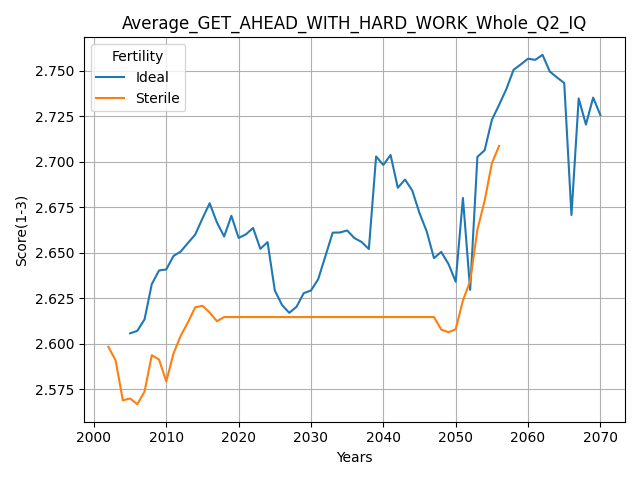 Average_GET_AHEAD_WITH_HARD_WORK_Whole_Q2_IQ
Fertility
Ideal
Sterile
Score(1-3)
2.750
2.725
2.700
2.675
2.650
2.625
2.600
2.575
2000 2010 2020 2030 2040 2050 2060 2070
Years